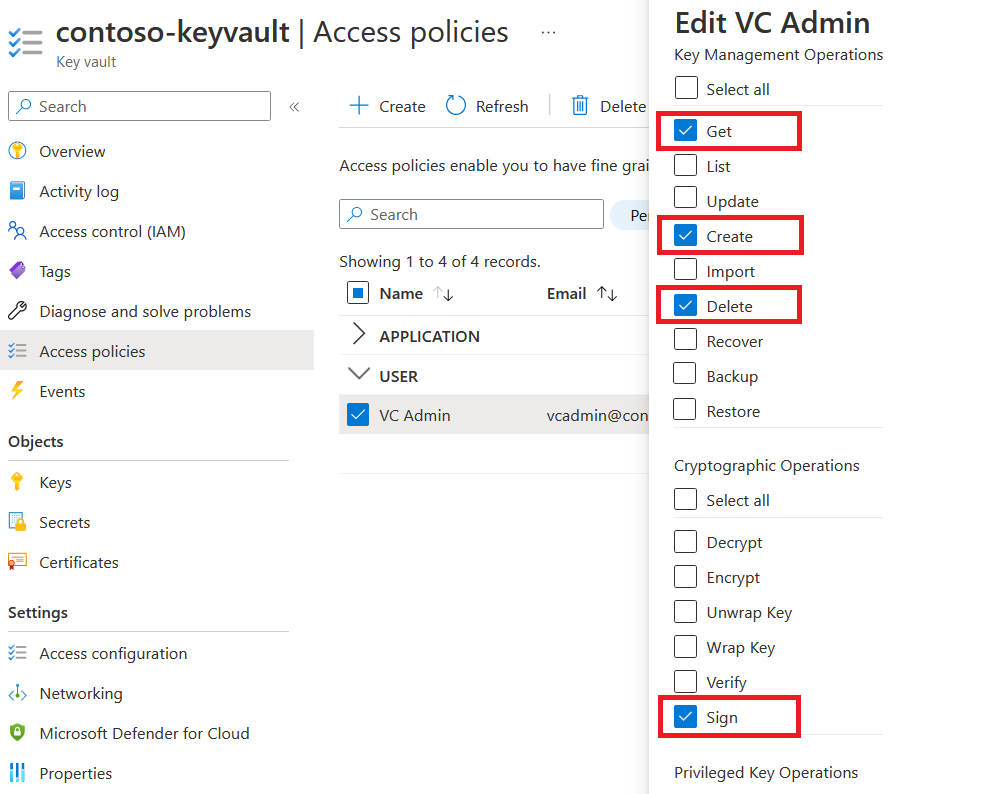 contoso-keyvault | Access policies ...
Key vault
Search
Overview
Activity log
Access control (IAM)
Tags
Diagnose and solve problems
Access policies
Events
Objects
Keys
Secrets
Certificates
Settings
Access configuration
Networking
Microsoft Defender for Cloud
Properties
Create Refresh Delete
Access policies enable you to have fine grai
Search Pe
Showing 1 to 4 of 4 records.
Name Email
APPLICATION
USER
VC Admin vcadmin@con
Edit VC Admin
Key Management Operations
Select all
Get
List
Update
Create
Import
Delete
Recover
Backup
Restore
Cryptographic Operations
Select all
Decrypt
Encrypt
Unwrap Key
Wrap Key
Verify
Sign
Privileged Key Operations